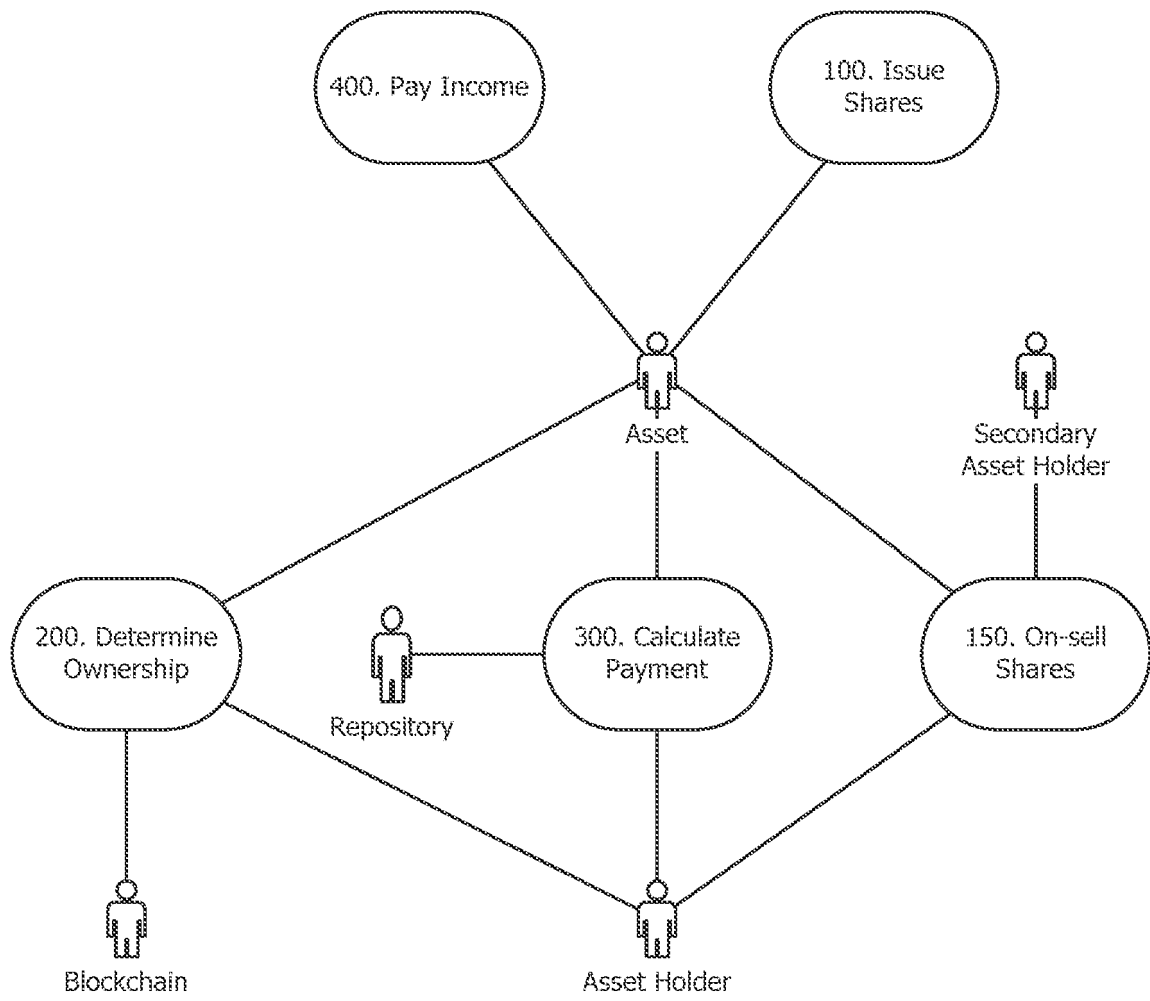 400. Pay Income
100. Issue
Shares
Asset
Secondary
Asset Holder
200. Determine
Ownership
Repository
300. Calculate
Payment
150. On-sell
Shares
Blockchain
Asset Holder